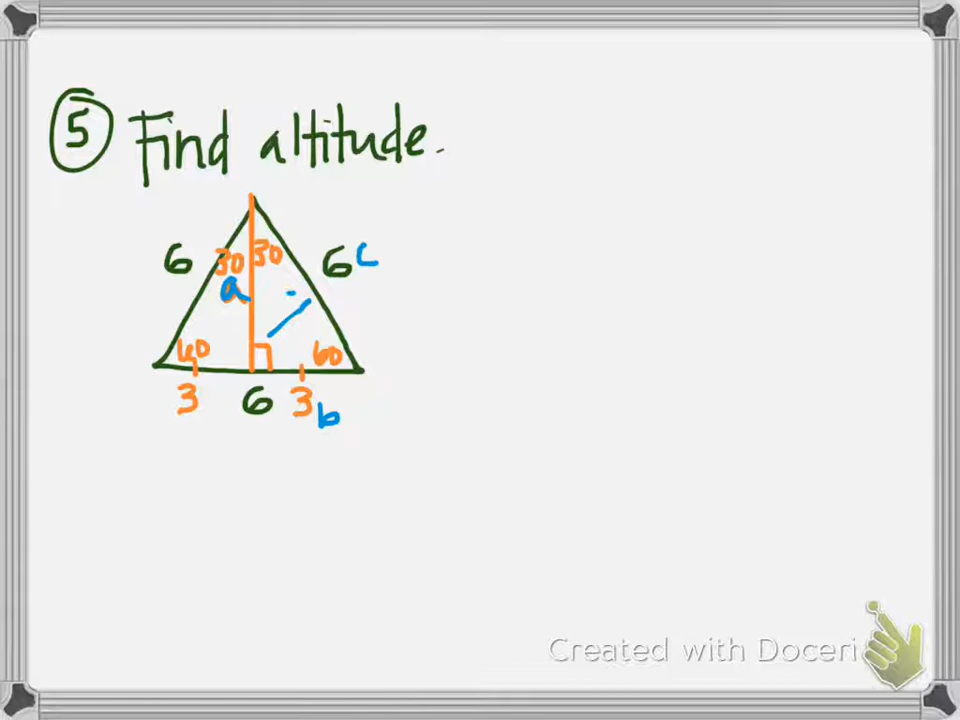 5 Find altitude.
6 30 30 6 c
a
60 60
3 6 3 b
Created with Doceri